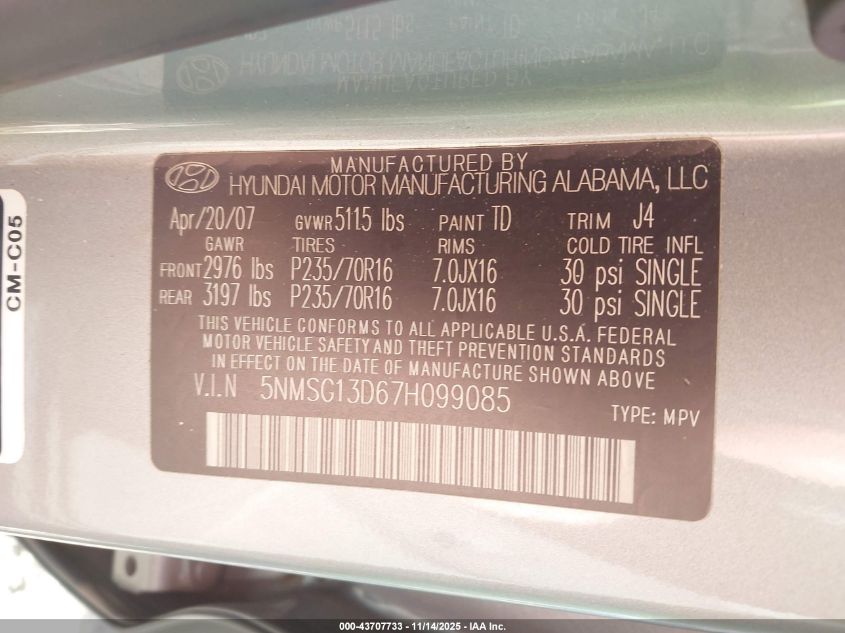 MANUFACTURED BY
HYUNDAI MOTOR MANUFACTURING ALABAMA, LLC
Apr/20/07 GVWR 5115 lbs PAINT TD TRIM J4
GAWR TIRES RIMS COLD TIRE INFL
FRONT 2976 lbs P235/70R16 7.0JX16 30 psi SINGLE
REAR 3197 lbs P235/70R16 7.0JX16 30 psi SINGLE
THIS VEHICLE CONFORMS TO ALL APPLICABLE U.S.A. FEDERAL
MOTOR VEHICLE SAFETY AND THEFT PREVENTION STANDARDS
IN EFFECT ON THE DATE OF MANUFACTURE SHOWN ABOVE.
V.I.N 5NMSG13D67H099085
TYPE: MPV
CM-C05
000-43707733 - 11/14/2025 - IAA Inc.